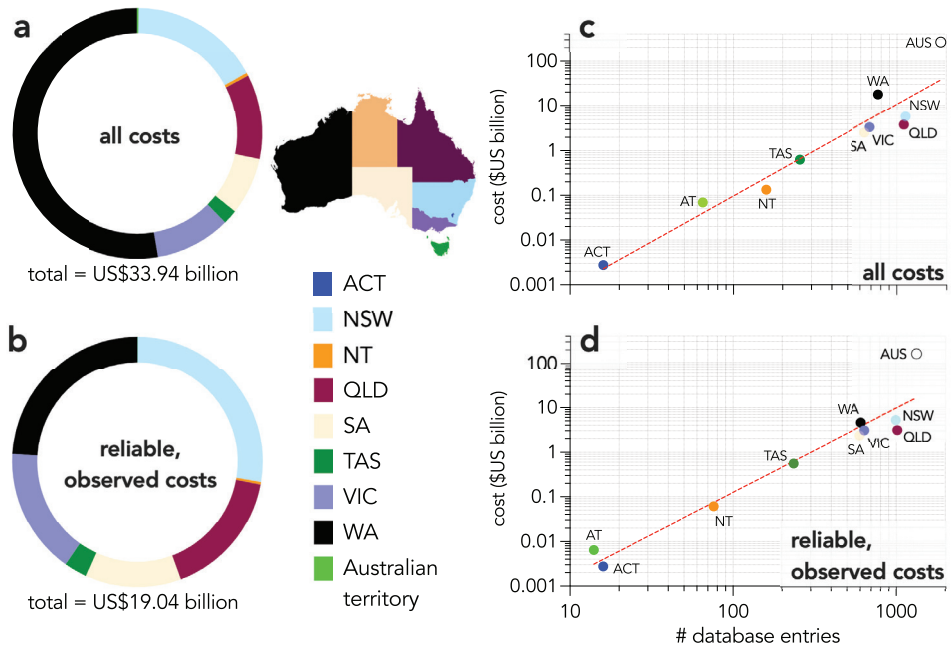 a
all costs
total = US$33.94 billion
b
reliable,
observed costs
total = US$19.04 billion
ACT
NSW
NT
QLD
SA
TAS
VIC
WA
Australian
territory
c
cost ($US billion)
100
10
1
0.1
0.01
0.001
AUS
WA
NSW
QLD
VIC
SA
TAS
NT
AT
ACT
all costs
d
cost ($US billion)
100
10
1
0.1
0.01
0.001
AUS
WA
NSW
QLD
VIC
SA
TAS
NT
AT
ACT
reliable,
observed costs
10
100
1000
# database entries